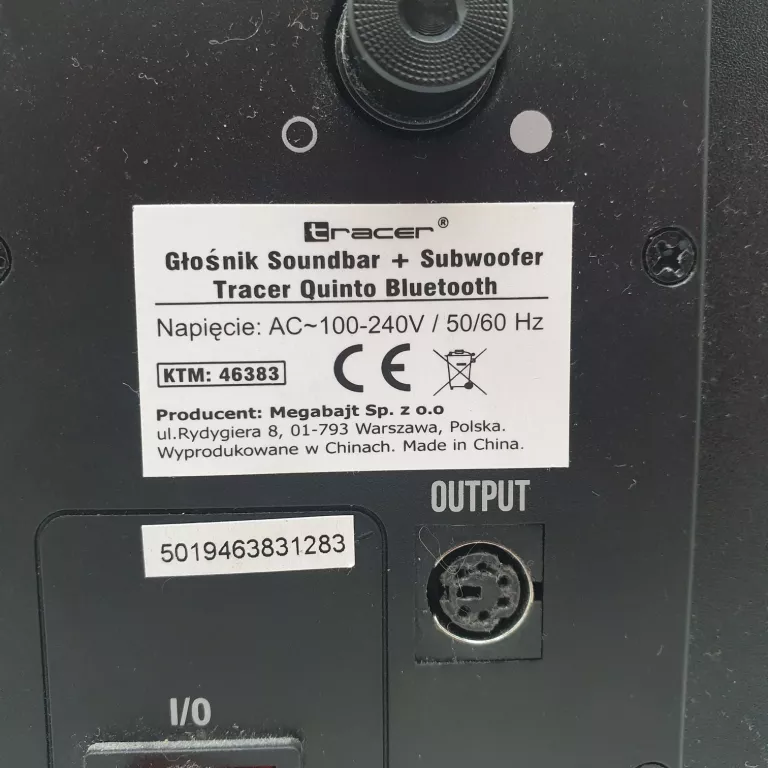 tracer®
Głośnik Soundbar + Subwoofer
Tracer Quinto Bluetooth
Napięcie: AC~100-240V / 50/60 Hz
KTM: 46383
CE
Producent: Megabajt Sp. z o.o
ul.Rydygiera 8, 01-793 Warszawa, Polska.
Wyprodukowane w Chinach. Made in China.
OUTPUT
5019463831283
I/O